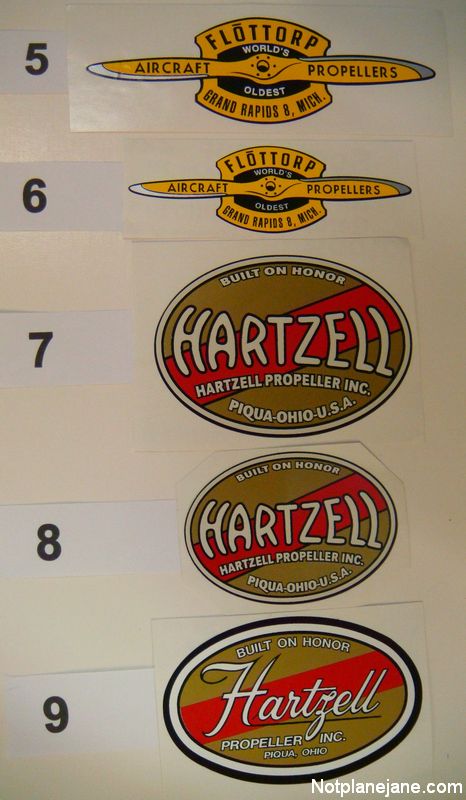 5
FLŌTTORP
WORLD'S
AIRCRAFT PROPELLERS
OLDEST
GRAND RAPIDS 8, MICH.
6
FLŌTTORP
WORLD'S
AIRCRAFT PROPELLERS
OLDEST
GRAND RAPIDS 8, MICH.
7
BUILT ON HONOR
HARTZELL
HARTZELL PROPELLER INC.
PIQUA-OHIO-U.S.A.
8
BUILT ON HONOR
HARTZELL
HARTZELL PROPELLER INC.
PIQUA-OHIO-U.S.A.
9
BUILT ON HONOR
Hartzell
PROPELLER INC.
PIQUA, OHIO
Notplanejane.com